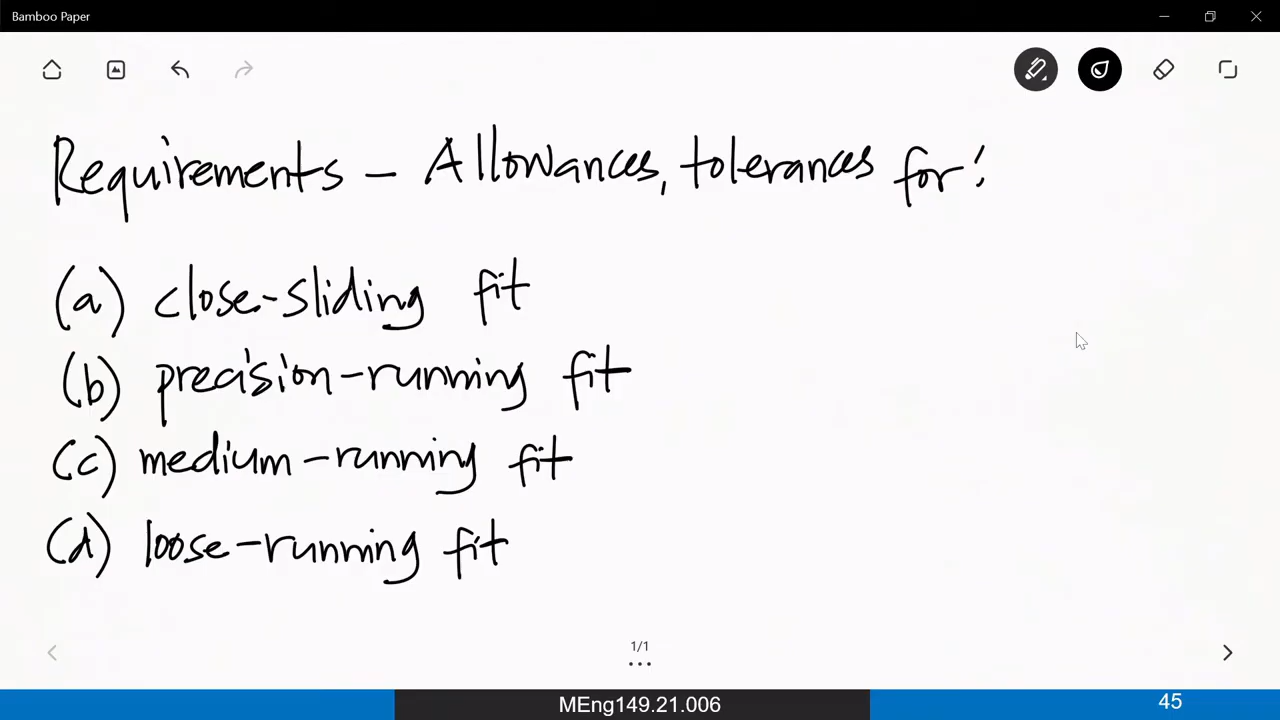 Bamboo Paper
Requirements - Allowances, tolerances for:
(a) close-sliding fit
(b) precision-running fit
(c) medium-running fit
(d) loose-running fit
1/1
MEng149.21.006
45